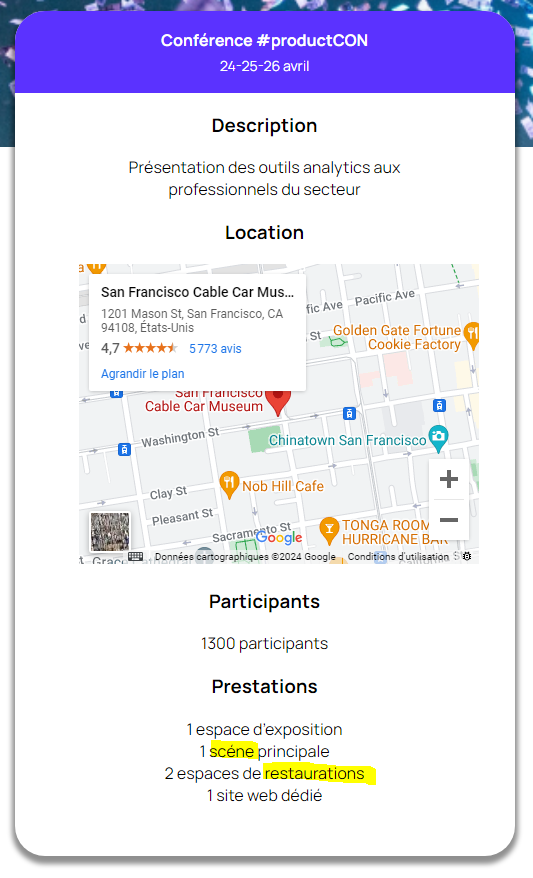 Conférence #productCON
24-25-26 avril
Description
Présentation des outils analytics aux
professionnels du secteur
Location
San Francisco Cable Car Mus...
1201 Mason St, San Francisco, CA
94108, États-Unis
4,7 5 773 avis
Agrandir le plan
Pacific Ave
Pacific Ave
Golden Gate Fortune
Cookie Factory
San Francisco
Cable Car Museum
Washington St
Chinatown San Francisco
Clay St
Nob Hill Cafe
Pleasant St
Sacramento St
TONGA ROOM
HURRICANE BAR
Grace Cathedral
Google
Données cartographiques ©2024 Google
Conditions d'utilisation
Participants
1300 participants
Prestations
1 espace d'exposition
1 scéne principale
2 espaces de restaurations
1 site web dédié